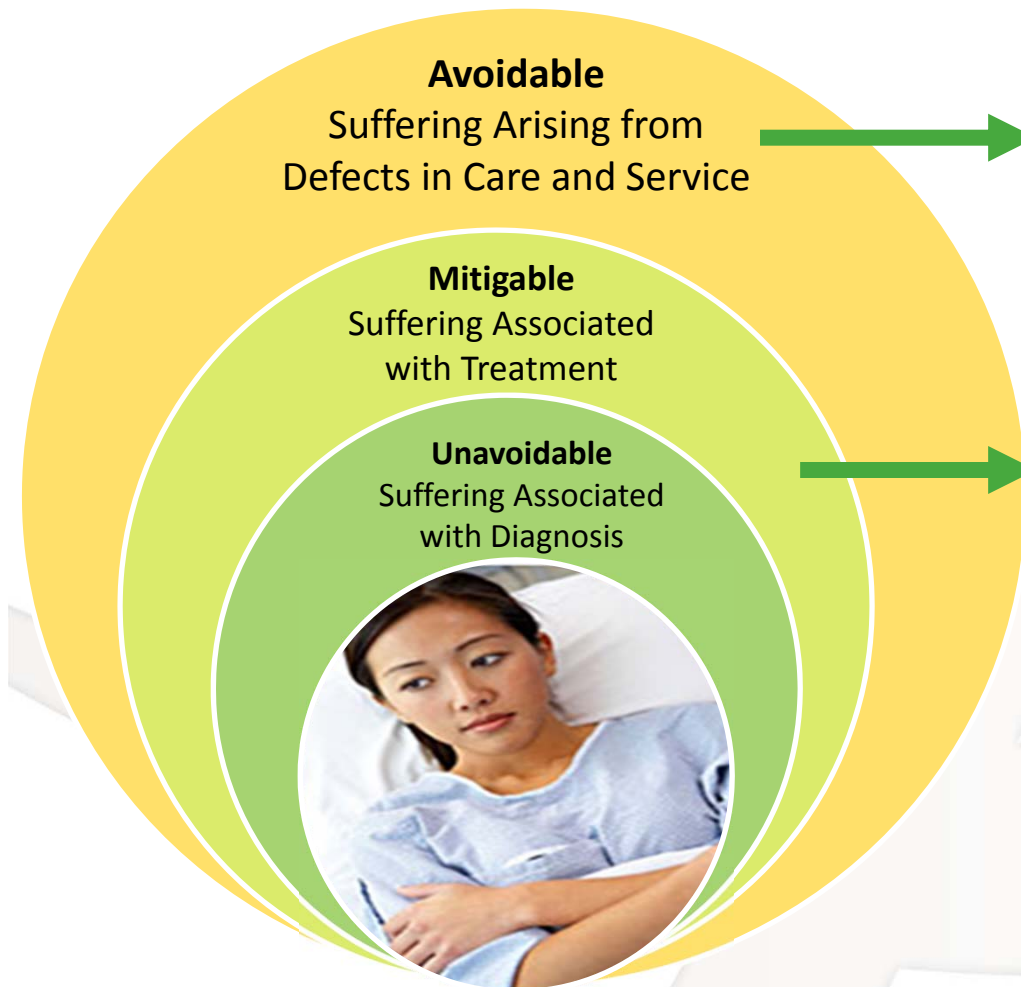 Avoidable
Suffering Arising from
Defects in Care and Service
Mitigable
Suffering Associated
with Treatment
Unavoidable
Suffering Associated
with Diagnosis